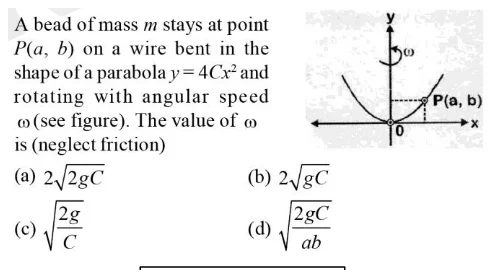 A bead of mass m stays at point
P(a, b) on a wire bent in the
shape of a parabola y = 4Cx² and
rotating with angular speed
ω (see figure). The value of ω
is (neglect friction)
(a) 2√2gC
(b) 2√gC
(c) √(2g/C)
(d) √(2gC/ab)
y
ω
P(a, b)
0
x